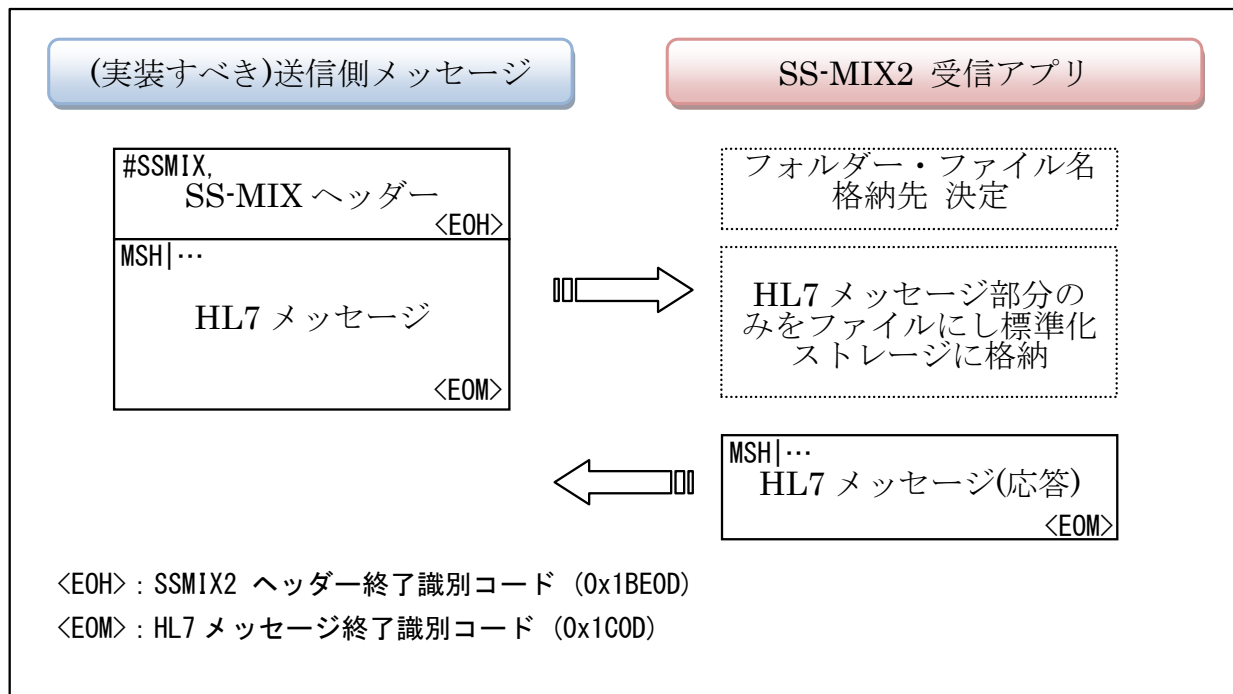 (実装すべき)送信側メッセージ
SS-MIX2 受信アプリ
#SSMIX,
SS-MIX ヘッダー
<EOH>
MSH|…
HL7 メッセージ
<EOM>
フォルダー・ファイル名
格納先 決定
HL7 メッセージ部分の
みをファイルにし標準化
ストレージに格納
MSH|…
HL7 メッセージ(応答)
<EOM>
<EOH>:SSMIX2 ヘッダー終了識別コード (0x1BE0D)
<EOM>:HL7 メッセージ終了識別コード (0x1C0D)